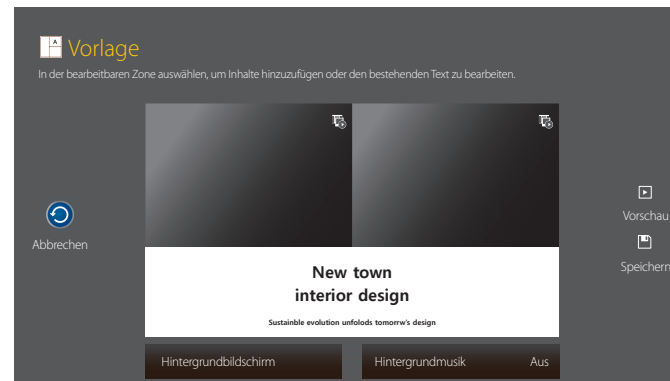 Vorlage
In der bearbeitbaren Zone auswählen, um Inhalte hinzuzufügen oder den bestehenden Text zu bearbeiten.
Abbrechen
New town
interior design
Sustainble evolution unfolods tomorrw's design
Vorschau
Speichern
Hintergrundbildschirm
Hintergrundmusik Aus